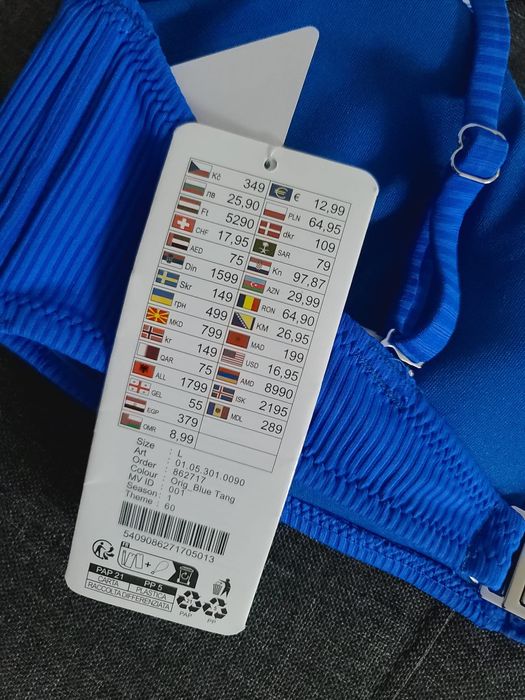 Kč 349 € 12,99
лв 25,90 PLN 64,95
Ft 5290 dkr 109
CHF 17,95 SAR 79
AED 75 Kn 97,87
Din 1599 AZN 29,99
Skr 149 RON 64,90
грн 499 KM 26,95
MKD 799 MAD 199
kr 149 USD 16,95
QAR 75 AMD 8990
ALL 1799 ISK 2195
GEL 55 MDL 289
EGP 379
OMR 8,99
Size : L
Art : 01.05.301.0090
Order : 862717
Colour : Orig_Blue Tang
MV ID : 001
Season : 1
Theme : 60
5409086271705013
FR
+
PAP 21 PP 5
CARTA PLASTICA
RACCOLTA DIFFERENZIATA
PAP PP